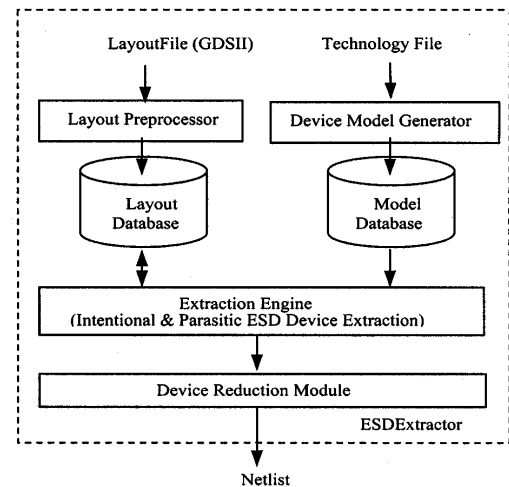 LayoutFile (GDSII)
Technology File
Layout Preprocessor
Device Model Generator
Layout
Database
Model
Database
Extraction Engine
(Intentional & Parasitic ESD Device Extraction)
Device Reduction Module
ESDExtractor
Netlist